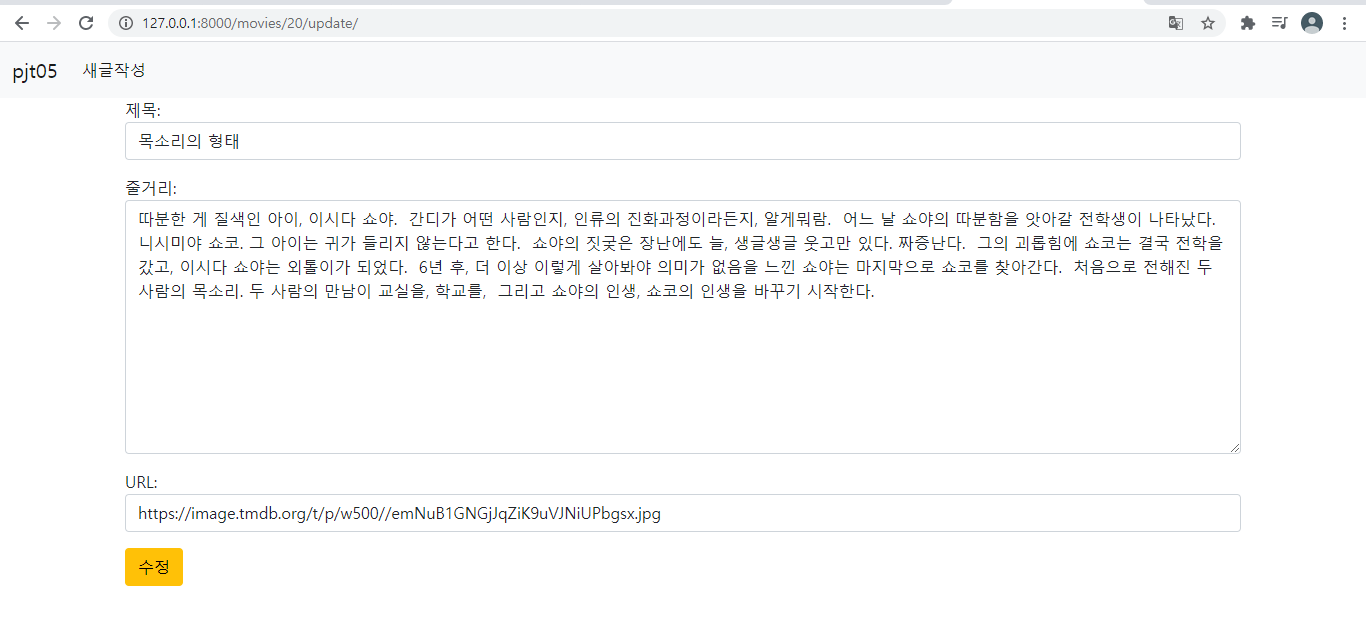 127.0.0.1:8000/movies/20/update/
pjt05 새글작성
제목:
목소리의 형태
줄거리:
따분한 게 질색인 아이, 이시다 쇼야.  간디가 어떤 사람인지, 인류의 진화과정이라든지, 알게뭐람.  어느 날 쇼야의 따분함을 앗아갈 전학생이 나타났다.
니시미야 쇼코. 그 아이는 귀가 들리지 않는다고 한다.  쇼야의 짓궂은 장난에도 늘, 생글생글 웃고만 있다. 짜증난다.  그의 괴롭힘에 쇼코는 결국 전학을
갔고, 이시다 쇼야는 외톨이가 되었다.  6년 후, 더 이상 이렇게 살아봐야 의미가 없음을 느낀 쇼야는 마지막으로 쇼코를 찾아간다.  처음으로 전해진 두
사람의 목소리. 두 사람의 만남이 교실을, 학교를,  그리고 쇼야의 인생, 쇼코의 인생을 바꾸기 시작한다.
URL:
https://image.tmdb.org/t/p/w500//emNuB1GNGjJqZiK9uVJNiUPbgsx.jpg
수정